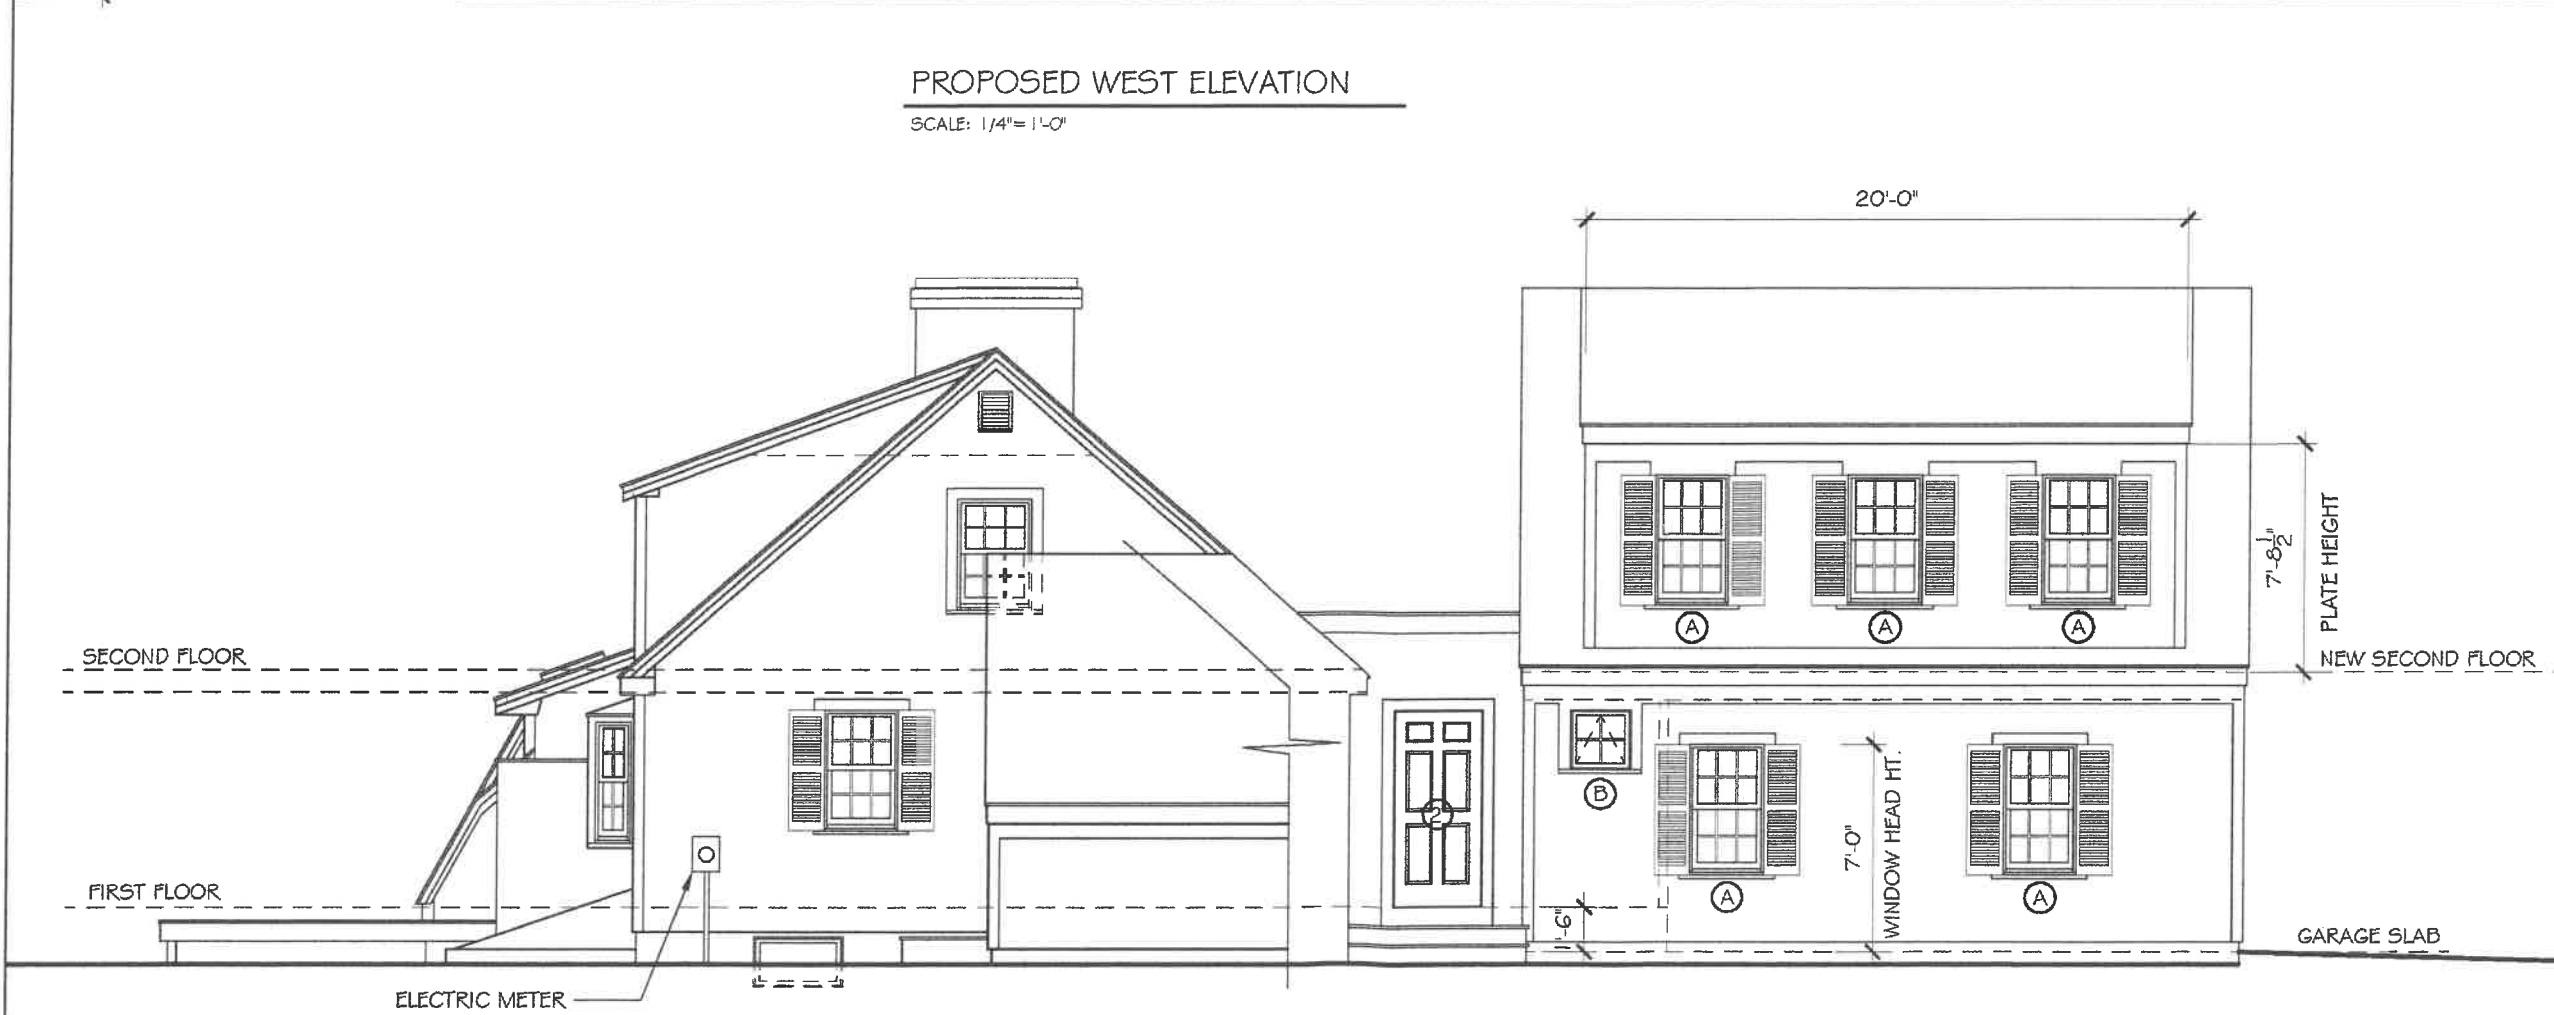 PROPOSED WEST ELEVATION
SCALE: 1/4"= 1'-0"
20'-0"
7'-8 1/2"
PLATE HEIGHT
A
A
A
SECOND FLOOR
NEW SECOND FLOOR
B
2
7'-0"
WINDOW HEAD HT.
FIRST FLOOR
A
A
1'-6"
GARAGE SLAB
ELECTRIC METER